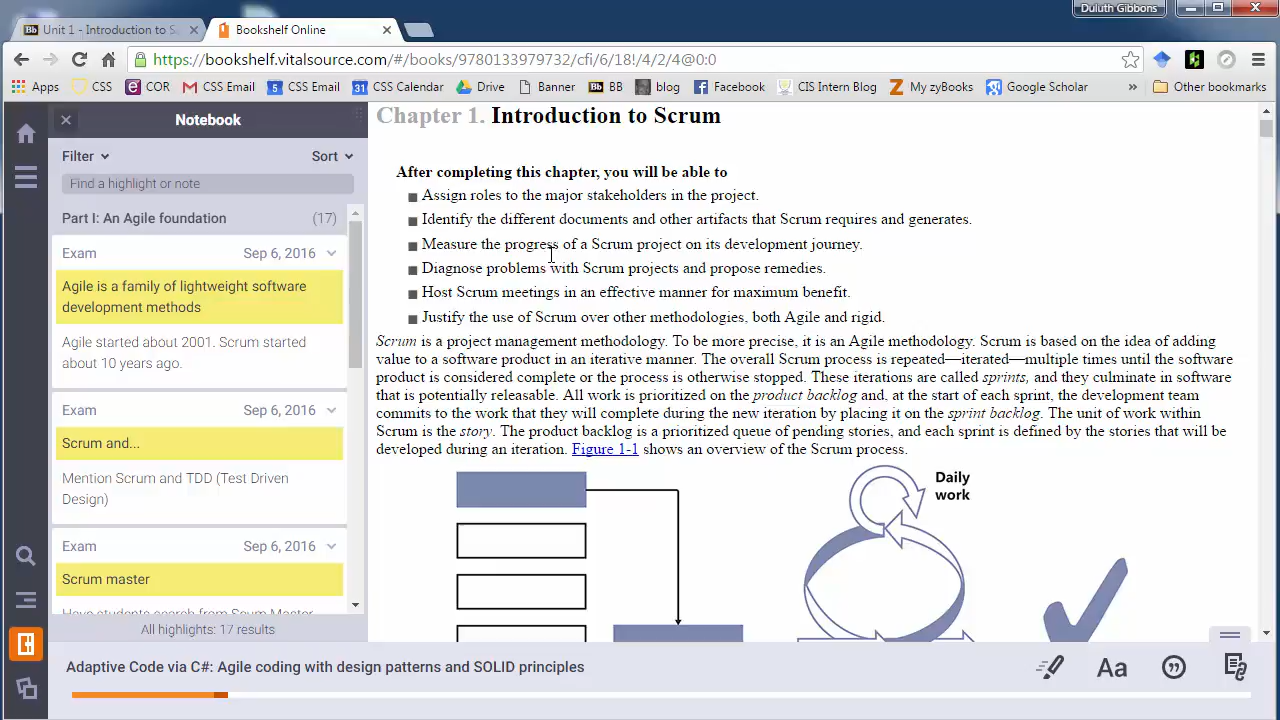 Duluth Gibbons
Bb Unit 1 - Introduction to S
Bookshelf Online
https://bookshelf.vitalsource.com/#/books/9780133979732/cfi/6/18!/4/2/4@0:0
Apps CSS COR CSS Email 5 CSS Email 31 CSS Calendar Drive Banner Bb BB blog Facebook CIS Intern Blog My zyBooks Google Scholar » Other bookmarks
Notebook
Filter Sort
Find a highlight or note
Part I: An Agile foundation (17)
Exam Sep 6, 2016
Agile is a family of lightweight software
development methods
Agile started about 2001. Scrum started
about 10 years ago.
Exam Sep 6, 2016
Scrum and...
Mention Scrum and TDD (Test Driven
Design)
Exam Sep 6, 2016
Scrum master
Have students search from Scrum Master
All highlights: 17 results
Chapter 1. Introduction to Scrum
After completing this chapter, you will be able to
Assign roles to the major stakeholders in the project.
Identify the different documents and other artifacts that Scrum requires and generates.
Measure the progress of a Scrum project on its development journey.
Diagnose problems with Scrum projects and propose remedies.
Host Scrum meetings in an effective manner for maximum benefit.
Justify the use of Scrum over other methodologies, both Agile and rigid.
Scrum is a project management methodology. To be more precise, it is an Agile methodology. Scrum is based on the idea of adding
value to a software product in an iterative manner. The overall Scrum process is repeated—iterated—multiple times until the software
product is considered complete or the process is otherwise stopped. These iterations are called sprints, and they culminate in software
that is potentially releasable. All work is prioritized on the product backlog and, at the start of each sprint, the development team
commits to the work that they will complete during the new iteration by placing it on the sprint backlog. The unit of work within
Scrum is the story. The product backlog is a prioritized queue of pending stories, and each sprint is defined by the stories that will be
developed during an iteration. Figure 1-1 shows an overview of the Scrum process.
Daily
work
Adaptive Code via C#: Agile coding with design patterns and SOLID principles
Aa